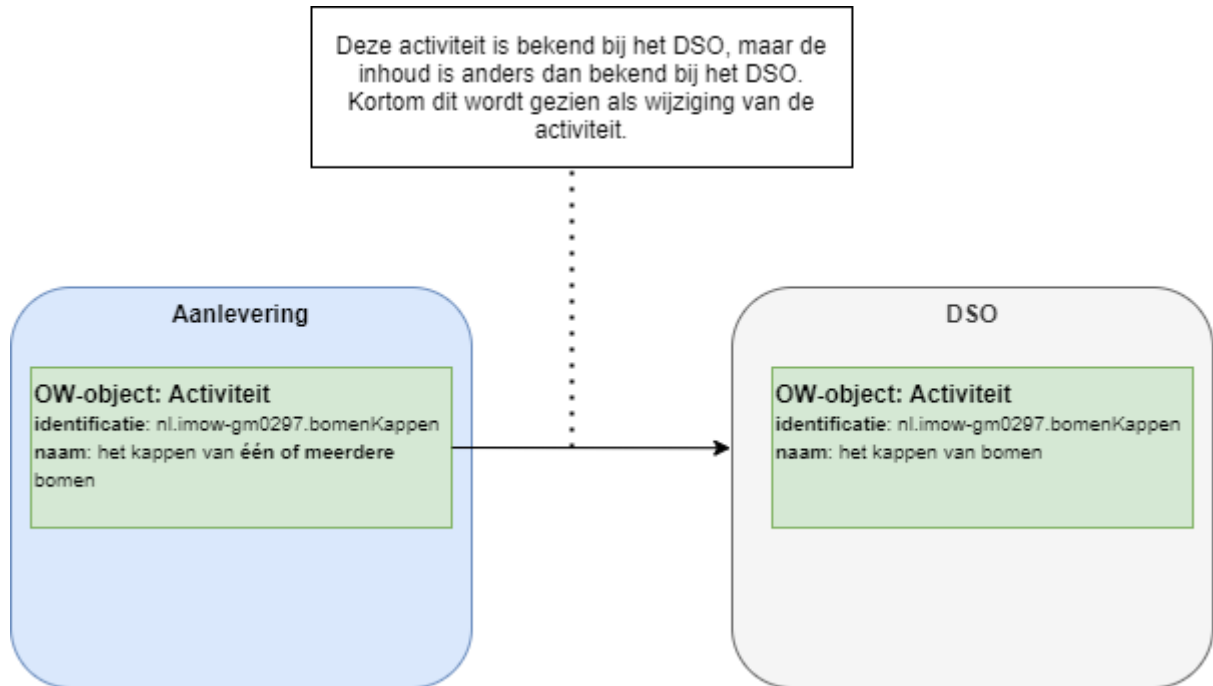 Deze activiteit is bekend bij het DSO, maar de
inhoud is anders dan bekend bij het DSO.
Kortom dit wordt gezien als wijziging van de
activiteit.
Aanlevering
OW-object: Activiteit
identificatie: nl.imow-gm0297.bomenKappen
naam: het kappen van één of meerdere
bomen
DSO
OW-object: Activiteit
identificatie: nl.imow-gm0297.bomenKappen
naam: het kappen van bomen